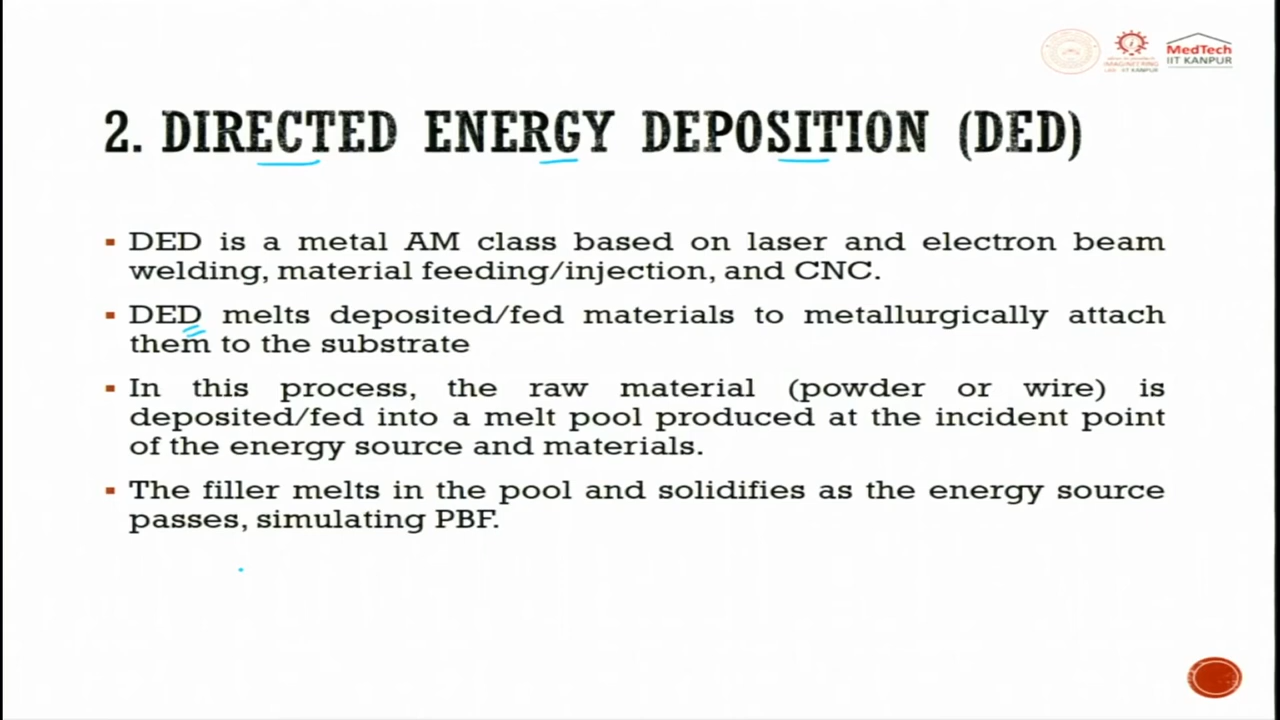 MedTech
IIT KANPUR
2. DIRECTED ENERGY DEPOSITION (DED)
▪ DED is a metal AM class based on laser and electron beam
welding, material feeding/injection, and CNC.
▪ DED melts deposited/fed materials to metallurgically attach
them to the substrate
▪ In this process, the raw material (powder or wire) is
deposited/fed into a melt pool produced at the incident point
of the energy source and materials.
▪ The filler melts in the pool and solidifies as the energy source
passes, simulating PBF.